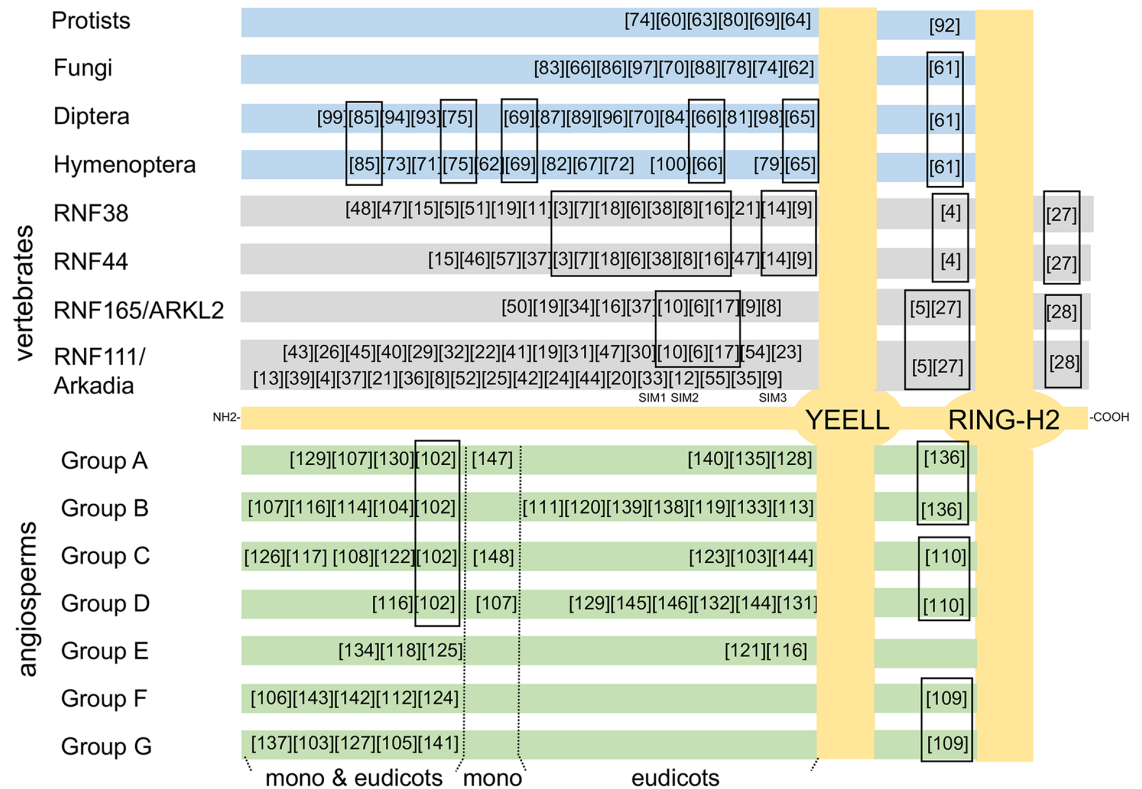 Protists [74][60][63][80][69][64] [92]
Fungi [83][66][86][97][70][88][78][74][62] [61]
Diptera [99][85][94][93][75] [69][87][89][96][70][84][66][81][98][65] [61]
Hymenoptera [85][73][71][75][62][69][82][67][72] [100][66] [79][65] [61]
vertebrates
RNF38 [48][47][15][5][51][19][11][3][7][18][6][38][8][16][21][14][9] [4] [27]
RNF44 [15][46][57][37][3][7][18][6][38][8][16][47][14][9] [4] [27]
RNF165/ARKL2 [50][19][34][16][37][10][6][17][9][8] [5][27] [28]
RNF111/ [43][26][45][40][29][32][22][41][19][31][47][30][10][6][17][54][23] [5][27] [28]
Arkadia [13][39][4][37][21][36][8][52][25][42][24][44][20][33][12][55][35][9]
SIM1 SIM2 SIM3
NH2- YEELL RING-H2 -COOH
angiosperms
Group A [129][107][130][102] [147] [140][135][128] [136]
Group B [107][116][114][104][102] [111][120][139][138][119][133][113] [136]
Group C [126][117] [108][122][102] [148] [123][103][144] [110]
Group D [116][102] [107] [129][145][146][132][144][131] [110]
Group E [134][118][125] [121][116]
Group F [106][143][142][112][124] [109]
Group G [137][103][127][105][141] [109]
mono & eudicots mono eudicots